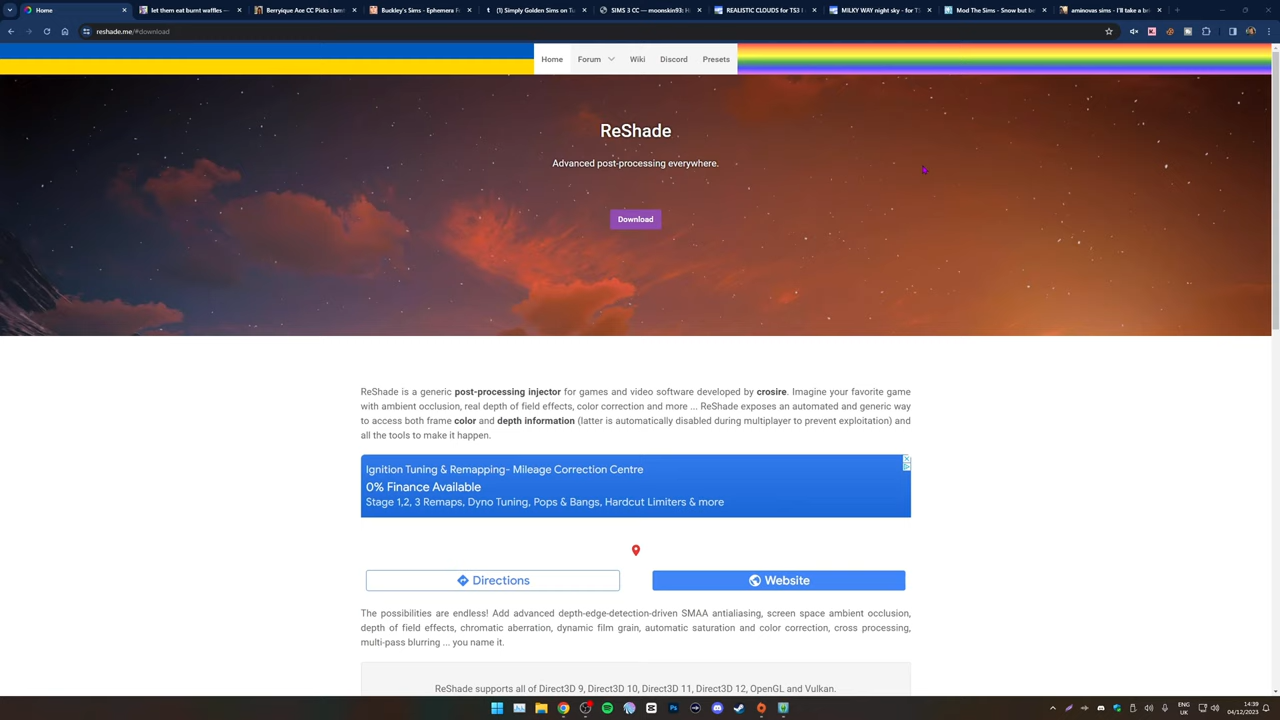 Home
let them eat burnt waffles –
Berryique Ace CC Picks : bmt
Buckley's Sims - Ephemera F
(1) Simply Golden Sims on Tu
SIMS 3 CC — moonskin93: H
REALISTIC CLOUDS for TS3 I
MILKY WAY night sky - for TS
Mod The Sims - Snow but be
aminovas sims - I'll take a br
reshade.me/#download
Home Forum Wiki Discord Presets
ReShade
Advanced post-processing everywhere.
Download
ReShade is a generic post-processing injector for games and video software developed by crosire. Imagine your favorite game
with ambient occlusion, real depth of field effects, color correction and more ... ReShade exposes an automated and generic way
to access both frame color and depth information (latter is automatically disabled during multiplayer to prevent exploitation) and
all the tools to make it happen.
Ignition Tuning & Remapping- Mileage Correction Centre
0% Finance Available
Stage 1,2, 3 Remaps, Dyno Tuning, Pops & Bangs, Hardcut Limiters & more
Directions
Website
The possibilities are endless! Add advanced depth-edge-detection-driven SMAA antialiasing, screen space ambient occlusion,
depth of field effects, chromatic aberration, dynamic film grain, automatic saturation and color correction, cross processing,
multi-pass blurring ... you name it.
ReShade supports all of Direct3D 9, Direct3D 10, Direct3D 11, Direct3D 12, OpenGL and Vulkan.
ENG
UK
14:39
04/12/2023